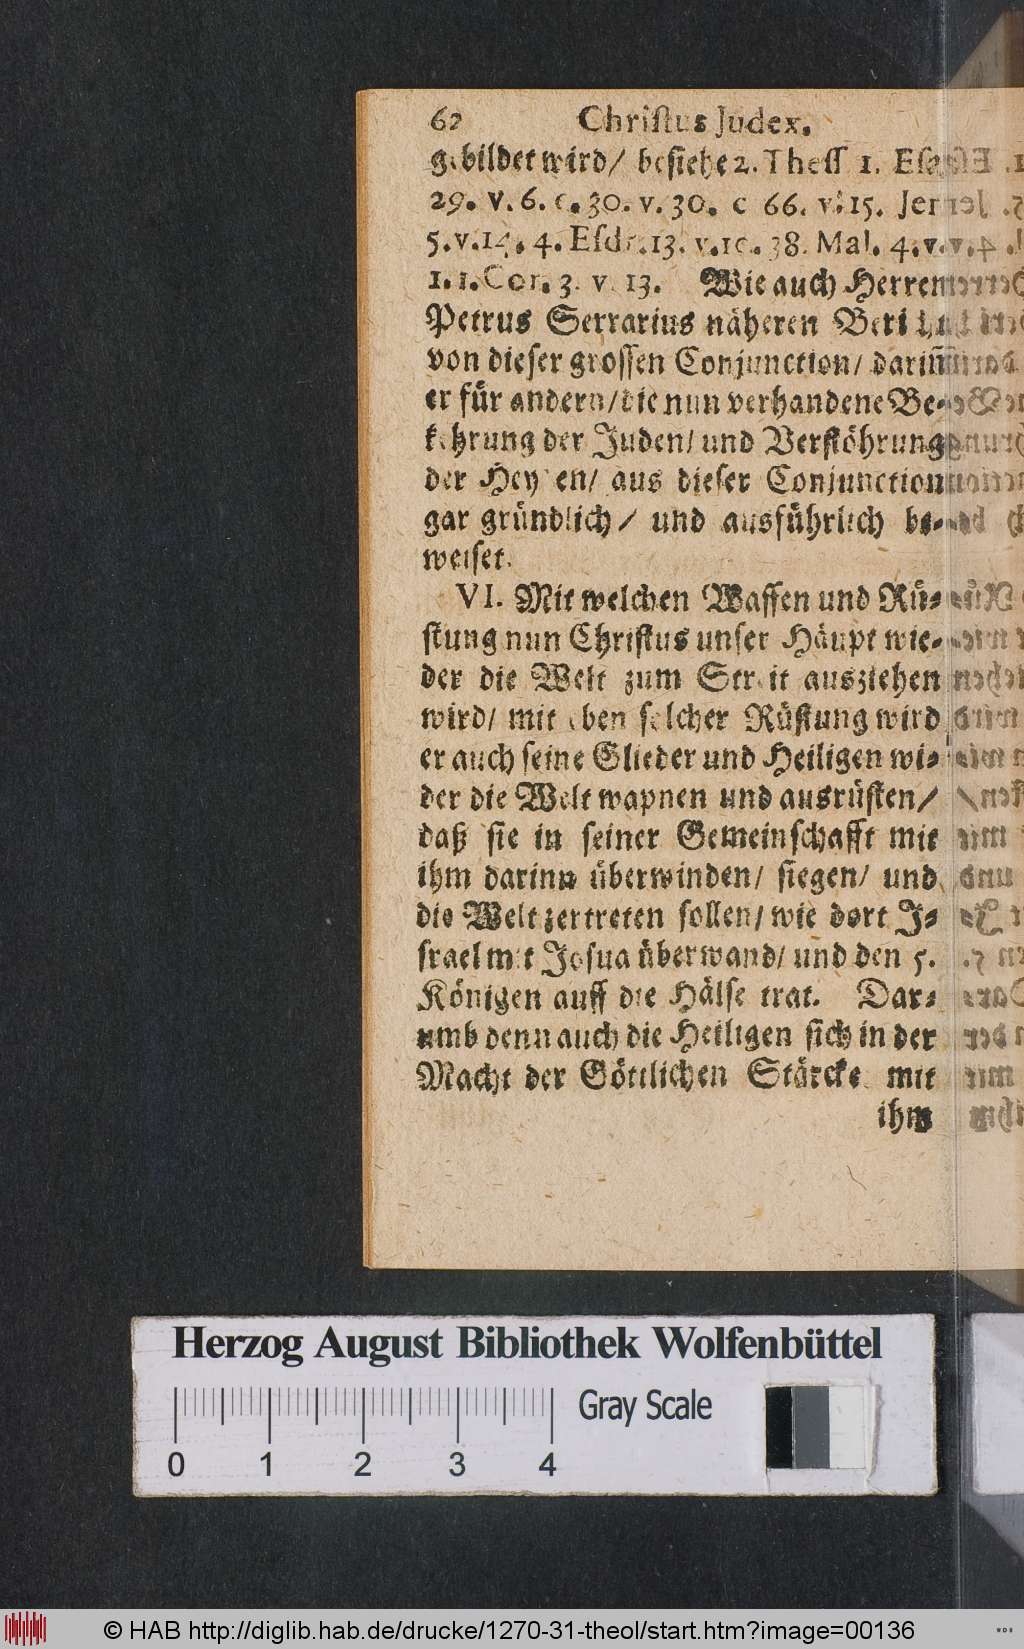 62 Christus Judex.
gebildet wird/ besiehe 2. Thess 1. Esa
29. v. 6. c. 30. v. 30. c 66. v. 15. Jer
5. v. 14. 4. Esdr. 13. v. 10. 38. Mal. 4. v.
1. 1. Cor. 3. v. 13. Wie auch Herren
Petrus Serrarius näheren Beri
von dieser grossen Conjunction/ dariñ
er für andern/ die nun verhandene Be-
kehrung der Juden/ und Verstöhrung
der Heyden/ aus dieser Conjunction
gar gründlich/ und ausführlich be-
weiset.
VI. Mit welchen Waffen und Rü-
stung nun Christus unser Häupt wie-
der die Welt zum Streit ausziehen
wird/ mit eben solcher Rüstung wird
er auch seine Glieder und Heiligen wi-
der die Welt wapnen und ausrüsten/
daß sie in seiner Gemeinschafft mit
ihm darinn überwinden/ siegen/ und
die Welt zertreten sollen/ wie dort I-
srael mit Josua überwand/ und den 5.
Königen auff die Hälse trat. Dar-
umb denn auch die Heiligen sich in der
Macht der Göttlichen Stärcke mit
ihm
Herzog August Bibliothek Wolfenbüttel
Gray Scale
0 1 2 3 4
© HAB http://diglib.hab.de/drucke/1270-31-theol/start.htm?image=00136